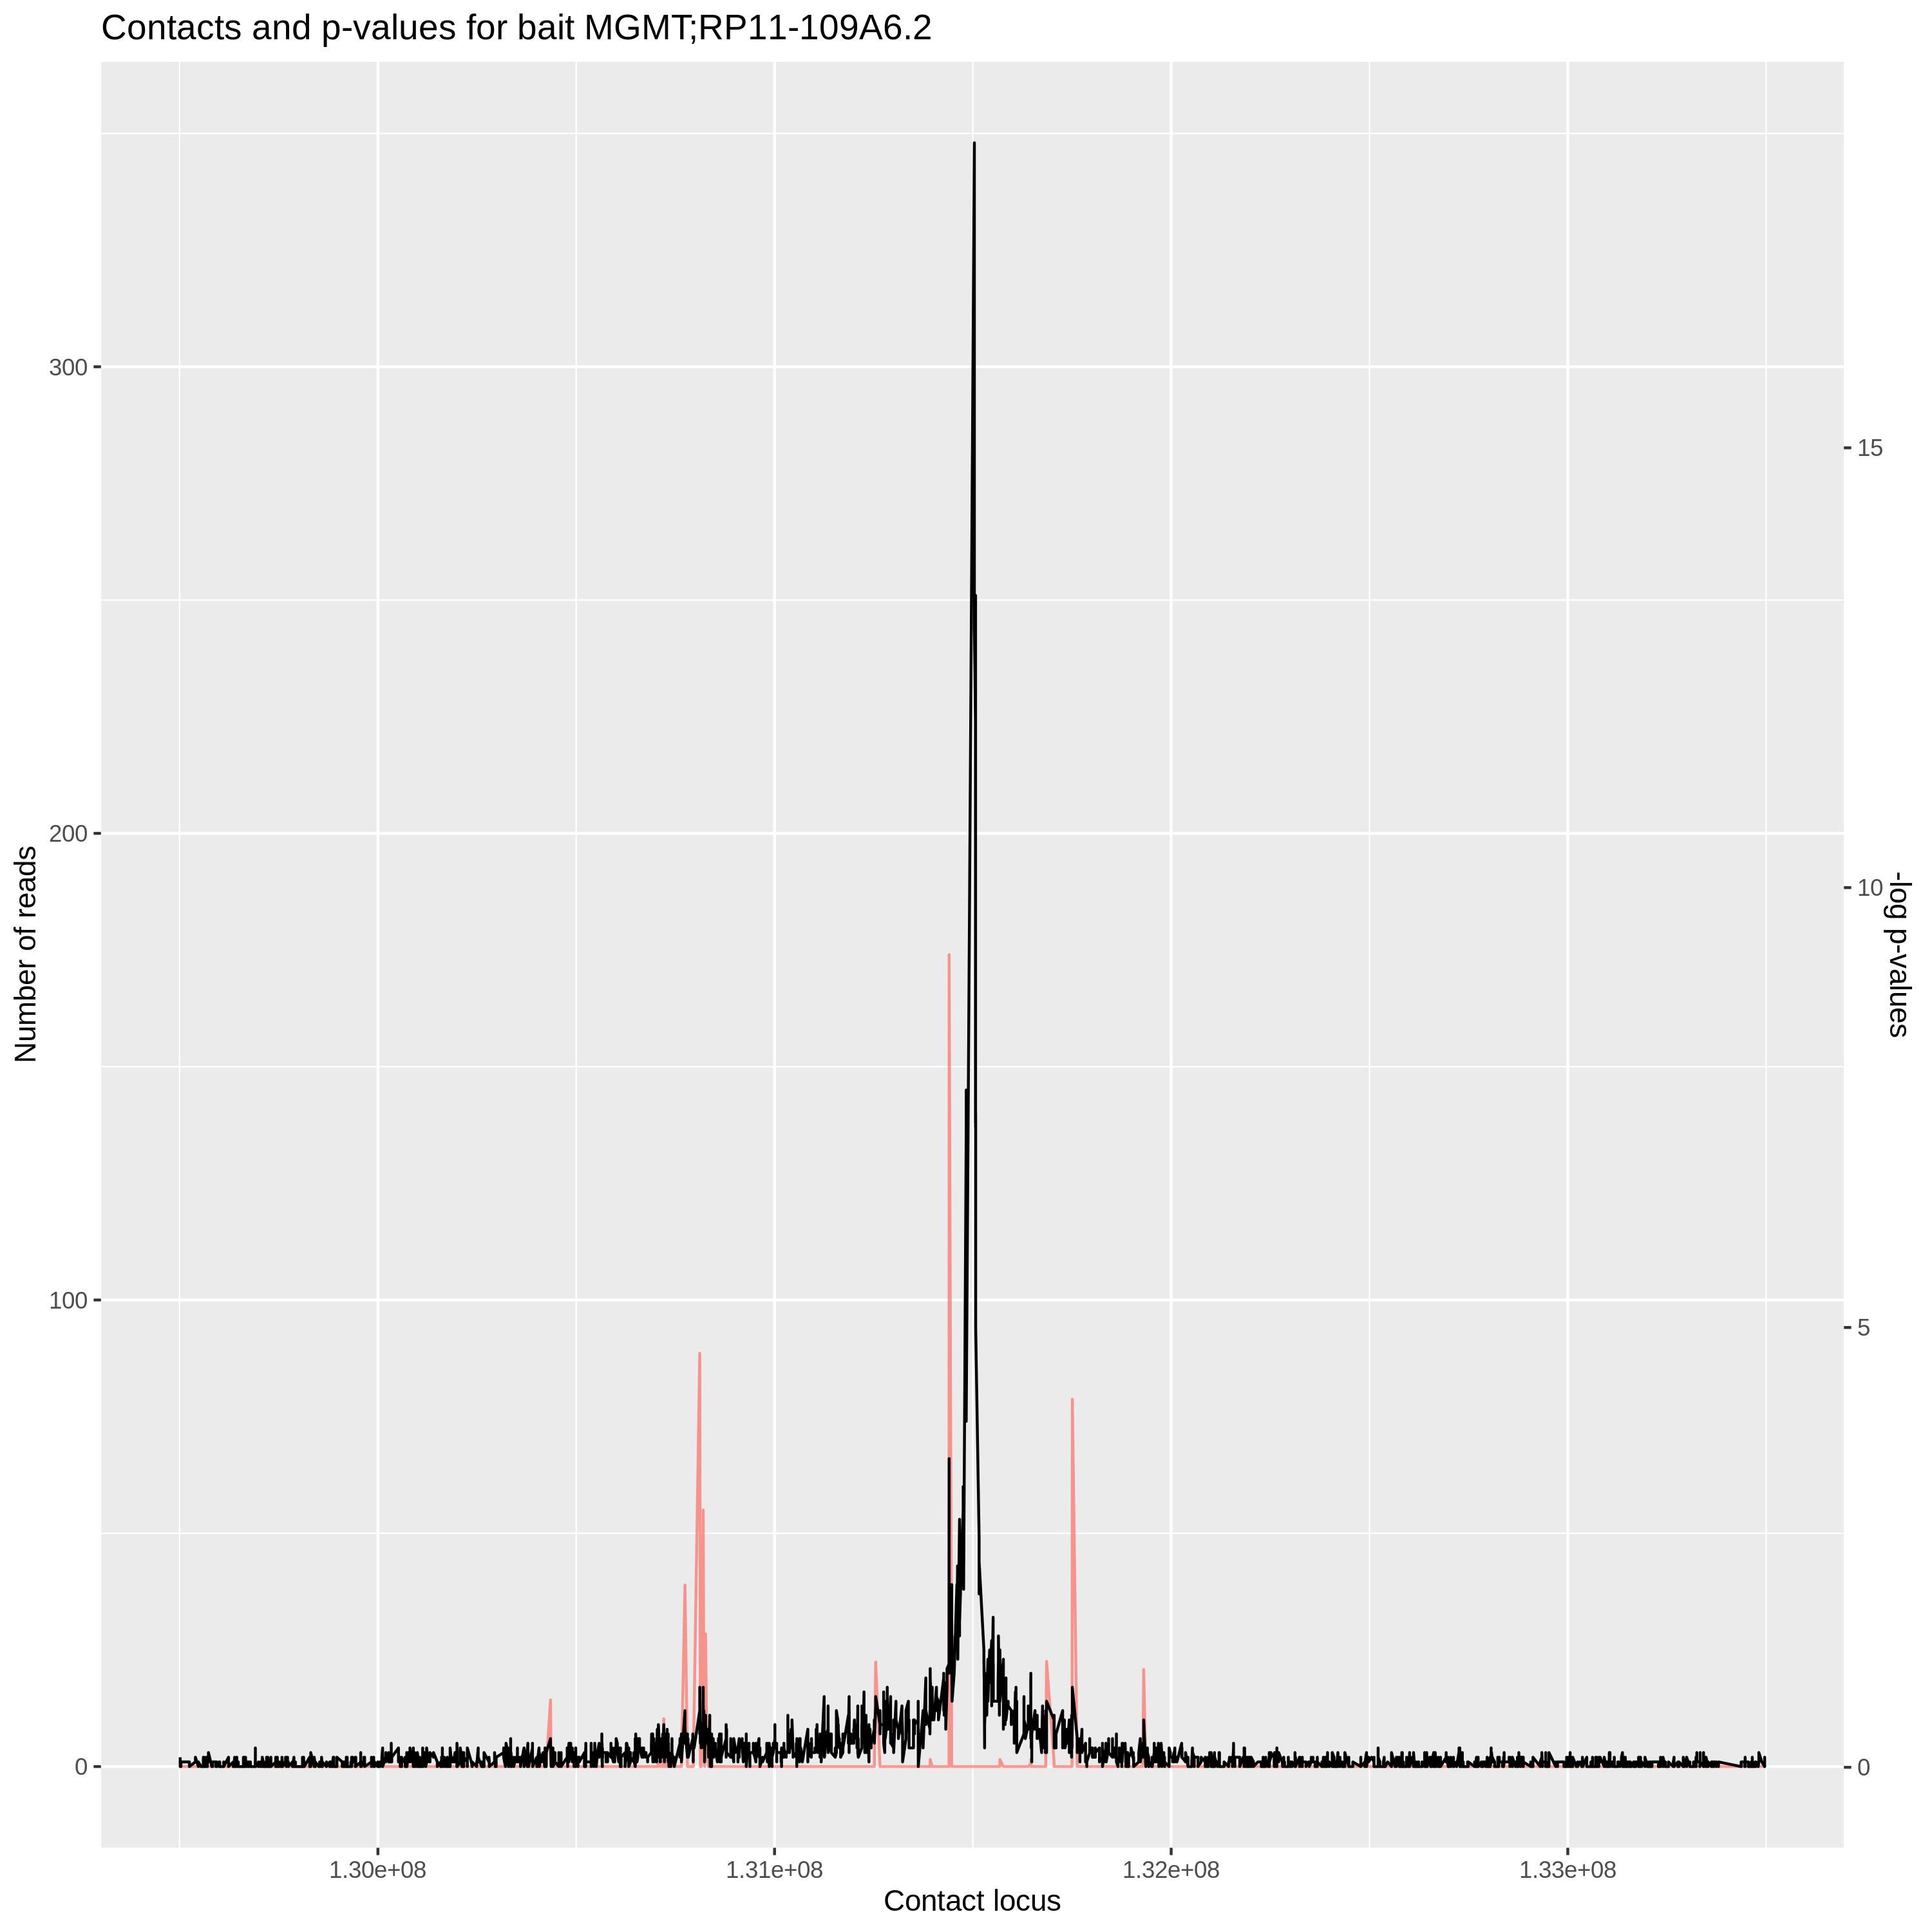 Contacts and p-values for bait MGMT;RP11-109A6.2
Number of reads
300
200
100
0
15
10
5
0
-log p-values
1.30e+08
1.31e+08
1.32e+08
1.33e+08
Contact locus